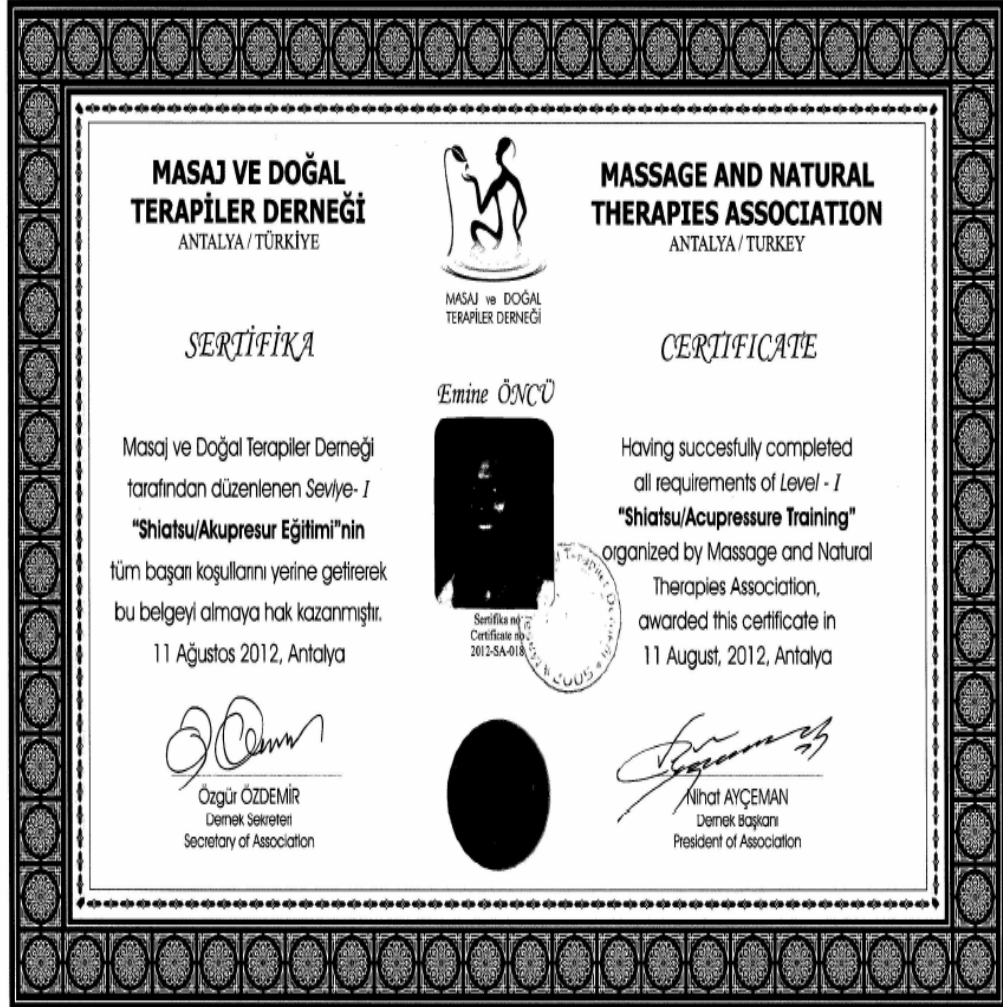 MASAJ VE DOĞAL
TERAPİLER DERNEĞİ
ANTALYA / TÜRKİYE
SERTİFİKA
Masaj ve Doğal Terapiler Derneği
tarafından düzenlenen Seviye- I
“Shiatsu/Akupresur Eğitimi”nin
tüm başarı koşullarını yerine getirerek
bu belgeyi almaya hak kazanmıştır.
11 Ağustos 2012, Antalya
Özgür ÖZDEMİR
Dernek Sekreteri
Secretary of Association
MASAJ ve DOĞAL
TERAPİLER DERNEĞİ
Emine ÖNCÜ
Sertifika no
Certificate no
2012-SA-018
MASSAGE AND NATURAL
THERAPIES ASSOCIATION
ANTALYA / TURKEY
CERTIFICATE
Having succesfully completed
all requirements of Level - I
“Shiatsu/Acupressure Training”
organized by Massage and Natural
Therapies Association,
awarded this certificate in
11 August, 2012, Antalya
Nihat AYÇEMAN
Dernek Başkanı
President of Association